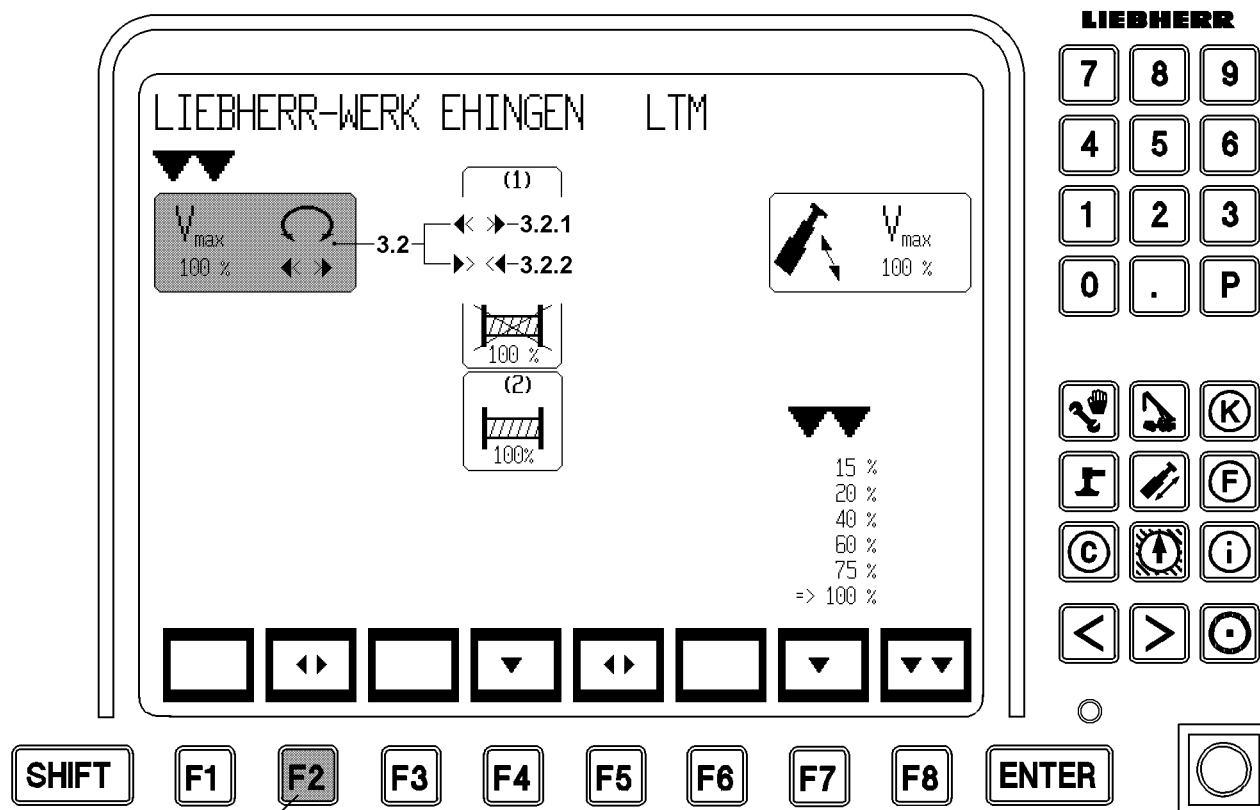 LIEBHERR
LIEBHERR-WERK EHINGEN LTM
Vmax
100 %
3.2
(1)
3.2.1
3.2.2
100 %
(2)
100%
Vmax
100 %
15 %
20 %
40 %
60 %
75 %
=> 100 %
7 8 9
4 5 6
1 2 3
0 . P
K
F
C i
< >
SHIFT F1 F2 F3 F4 F5 F6 F7 F8 ENTER